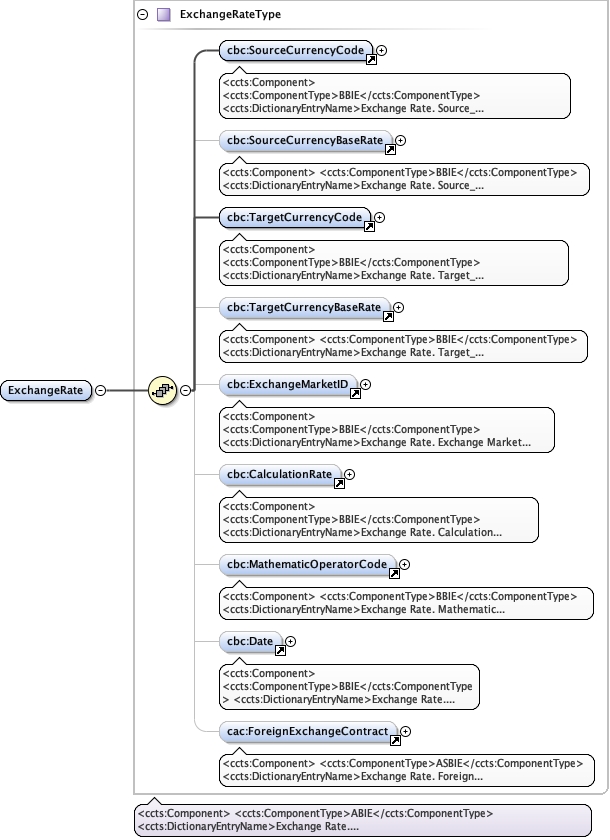 ExchangeRateType
cbc:SourceCurrencyCode
<ccts:Component>
<ccts:ComponentType>BBIE</ccts:ComponentType>
<ccts:DictionaryEntryName>Exchange Rate. Source_...
cbc:SourceCurrencyBaseRate
<ccts:Component> <ccts:ComponentType>BBIE</ccts:ComponentType>
<ccts:DictionaryEntryName>Exchange Rate. Source_...
cbc:TargetCurrencyCode
<ccts:Component>
<ccts:ComponentType>BBIE</ccts:ComponentType>
<ccts:DictionaryEntryName>Exchange Rate. Target_...
cbc:TargetCurrencyBaseRate
<ccts:Component> <ccts:ComponentType>BBIE</ccts:ComponentType>
<ccts:DictionaryEntryName>Exchange Rate. Target_...
ExchangeRate
cbc:ExchangeMarketID
<ccts:Component>
<ccts:ComponentType>BBIE</ccts:ComponentType>
<ccts:DictionaryEntryName>Exchange Rate. Exchange Market...
cbc:CalculationRate
<ccts:Component>
<ccts:ComponentType>BBIE</ccts:ComponentType>
<ccts:DictionaryEntryName>Exchange Rate. Calculation...
cbc:MathematicOperatorCode
<ccts:Component> <ccts:ComponentType>BBIE</ccts:ComponentType>
<ccts:DictionaryEntryName>Exchange Rate. Mathematic...
cbc:Date
<ccts:Component>
<ccts:ComponentType>BBIE</ccts:ComponentType
> <ccts:DictionaryEntryName>Exchange Rate....
cac:ForeignExchangeContract
<ccts:Component> <ccts:ComponentType>ASBIE</ccts:ComponentType>
<ccts:DictionaryEntryName>Exchange Rate. Foreign...
<ccts:Component> <ccts:ComponentType>ABIE</ccts:ComponentType>
<ccts:DictionaryEntryName>Exchange Rate....